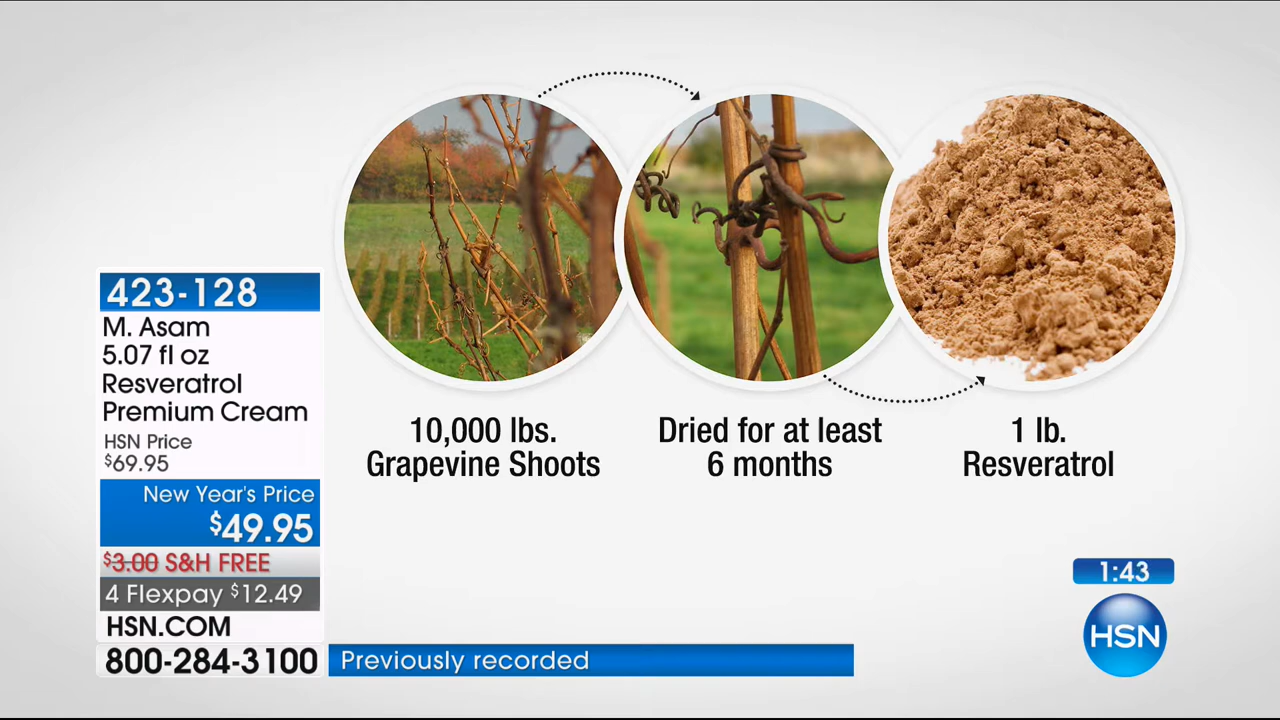 10,000 lbs.
Grapevine Shoots
Dried for at least
6 months
1 lb.
Resveratrol
423-128
M. Asam
5.07 fl oz
Resveratrol
Premium Cream
HSN Price
$69.95
New Year's Price
$49.95
$3.00 S&H FREE
4 Flexpay $12.49
HSN.COM
800-284-3100
Previously recorded
1:43
HSN